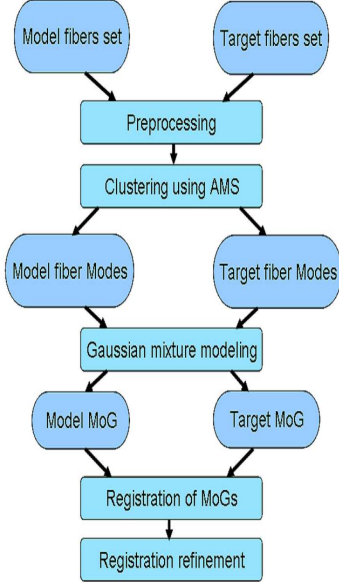 Model fibers set
Target fibers set
Preprocessing
Clustering using AMS
Model fiber Modes
Target fiber Modes
Gaussian mixture modeling
Model MoG
Target MoG
Registration of MoGs
Registration refinement